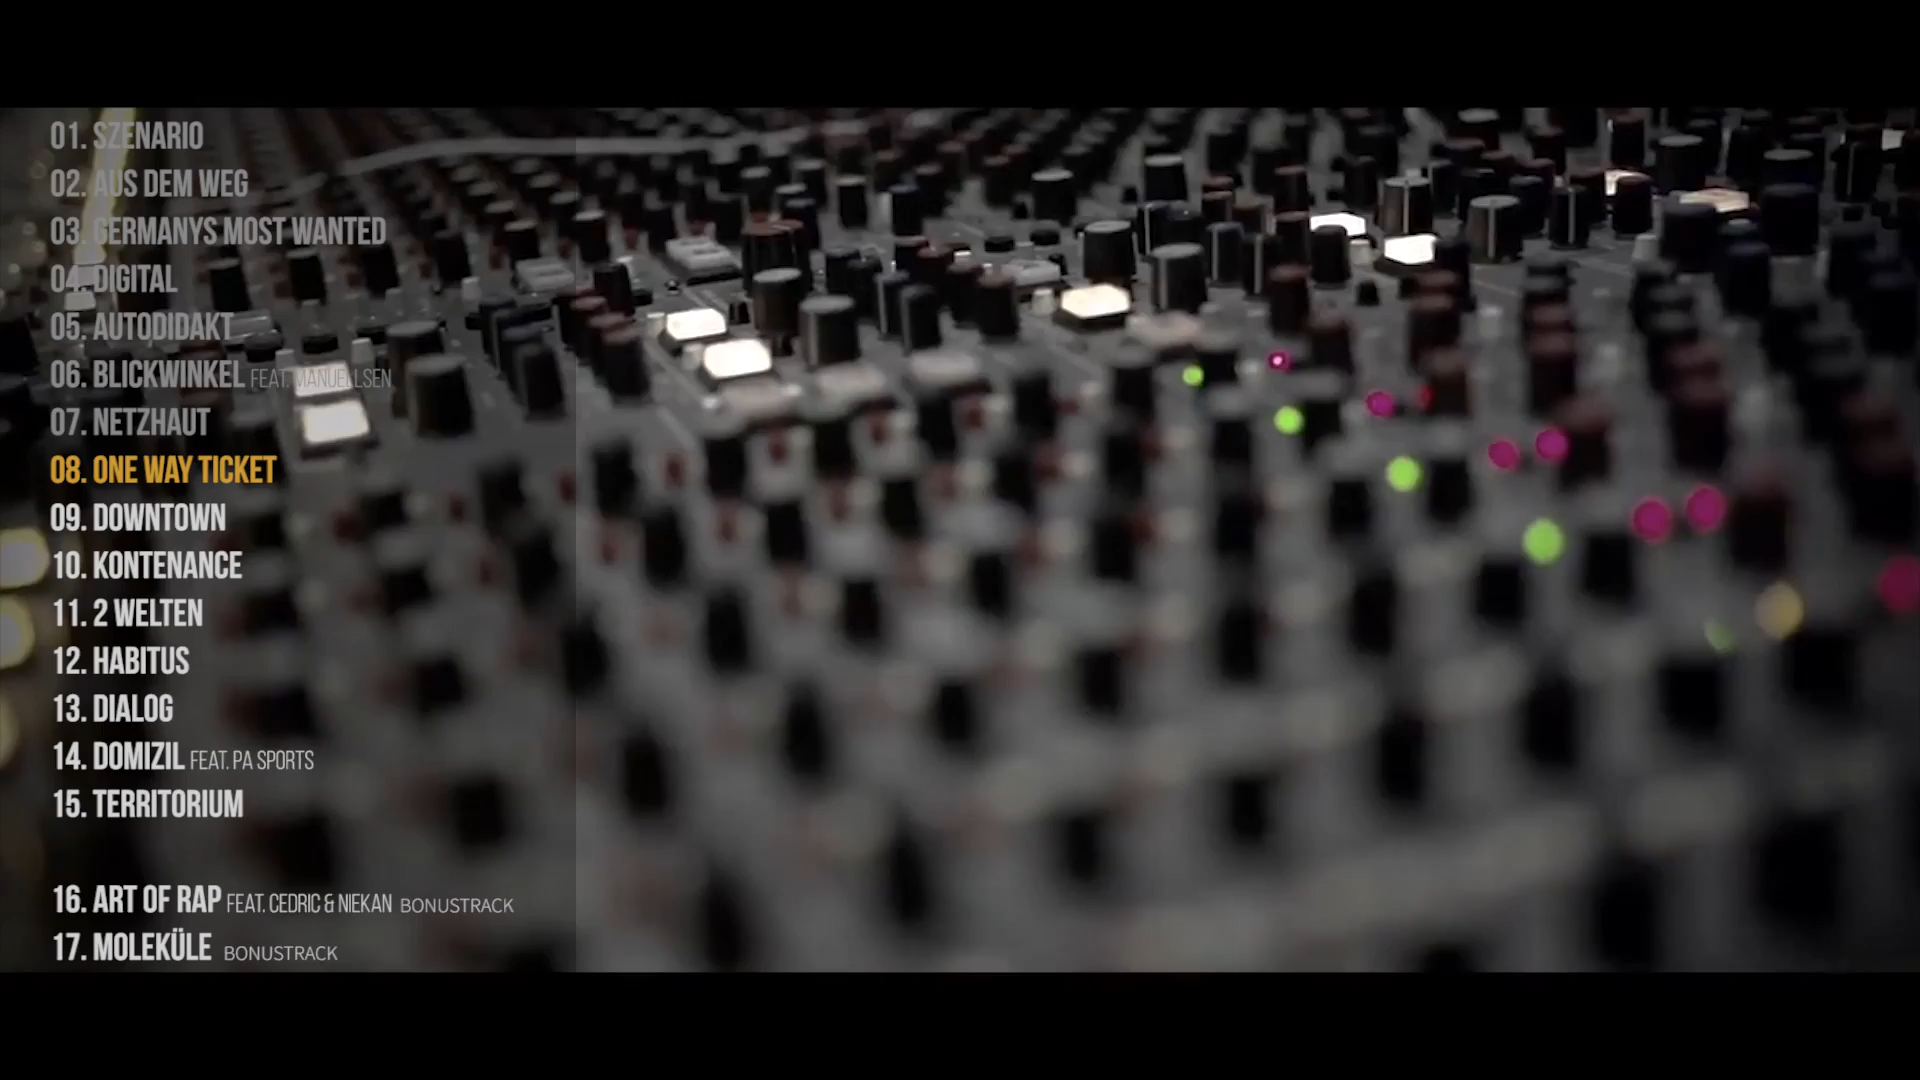 01. SZENARIO
02. AUS DEM WEG
03. GERMANYS MOST WANTED
04. DIGITAL
05. AUTODIDAKT
06. BLICKWINKEL FEAT. MANUELLSEN
07. NETZHAUT
08. ONE WAY TICKET
09. DOWNTOWN
10. KONTENANCE
11. 2 WELTEN
12. HABITUS
13. DIALOG
14. DOMIZIL FEAT. PA SPORTS
15. TERRITORIUM
16. ART OF RAP FEAT. CEDRIC & NIEKAN BONUSTRACK
17. MOLEKÜLE BONUSTRACK